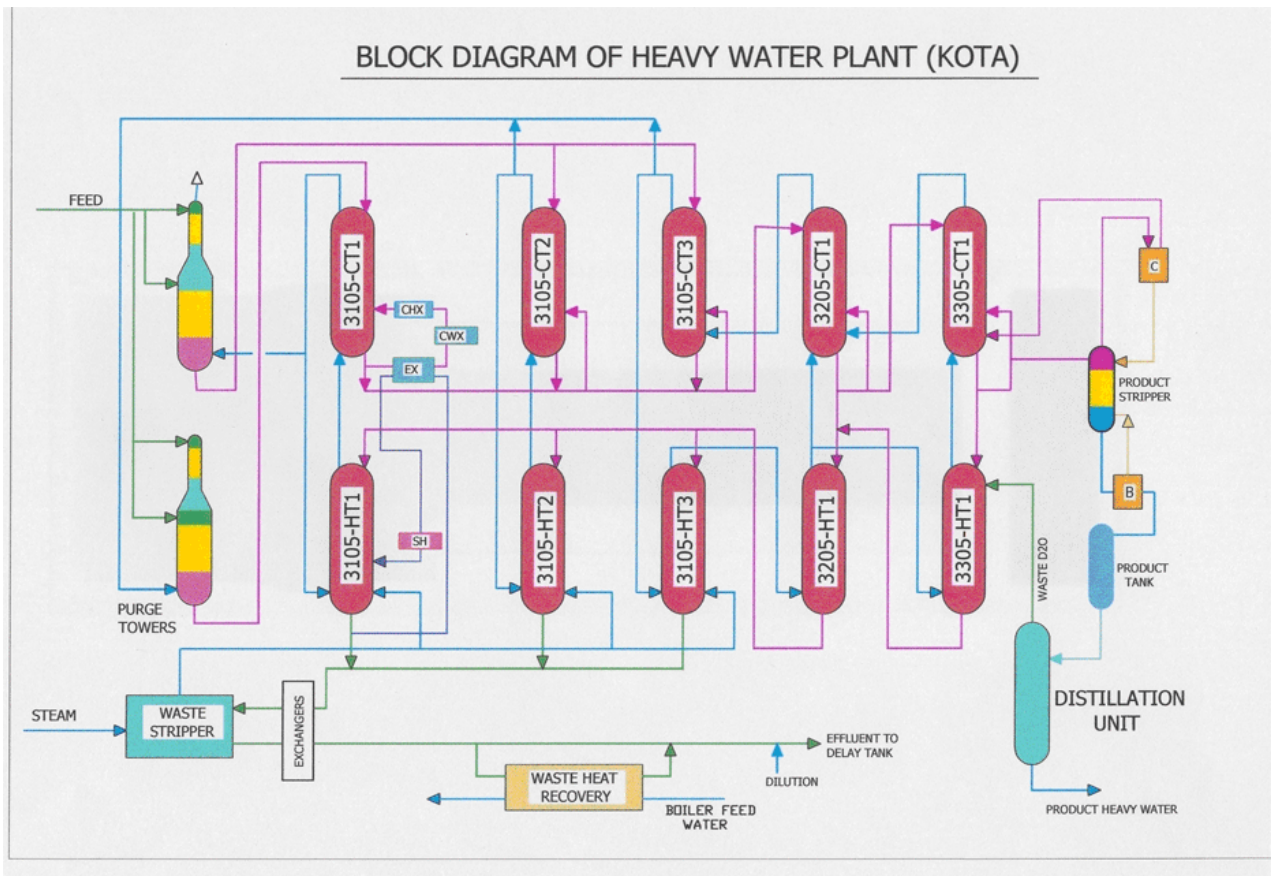 BLOCK DIAGRAM OF HEAVY WATER PLANT (KOTA)
FEED
3105-CT1
3105-CT2
3105-CT3
3205-CT1
3305-CT1
C
CHX
CWX
EX
PRODUCT
STRIPPER
B
3105-HT1
SH
3105-HT2
3105-HT3
3205-HT1
3305-HT1
WASTE D2O
PRODUCT
TANK
PURGE
TOWERS
STEAM
WASTE
STRIPPER
EXCHANGERS
DISTILLATION
UNIT
EFFLUENT TO
DELAY TANK
WASTE HEAT
RECOVERY
DILUTION
BOILER FEED
WATER
PRODUCT HEAVY WATER